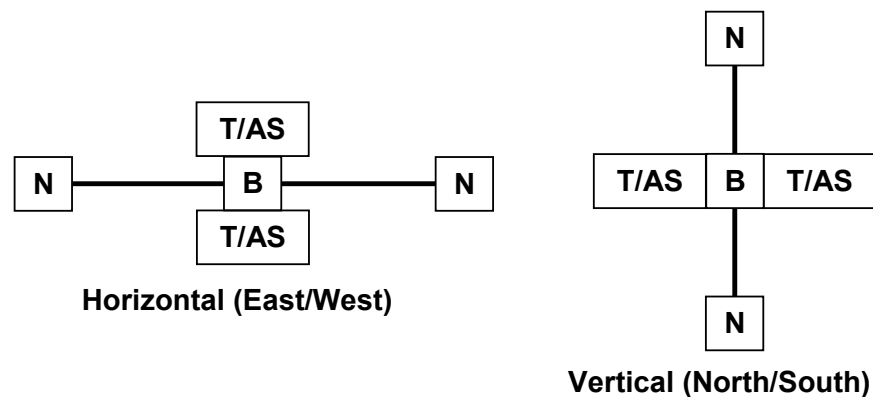 T/AS
N B N
T/AS
Horizontal (East/West)
N
T/AS B T/AS
N
Vertical (North/South)